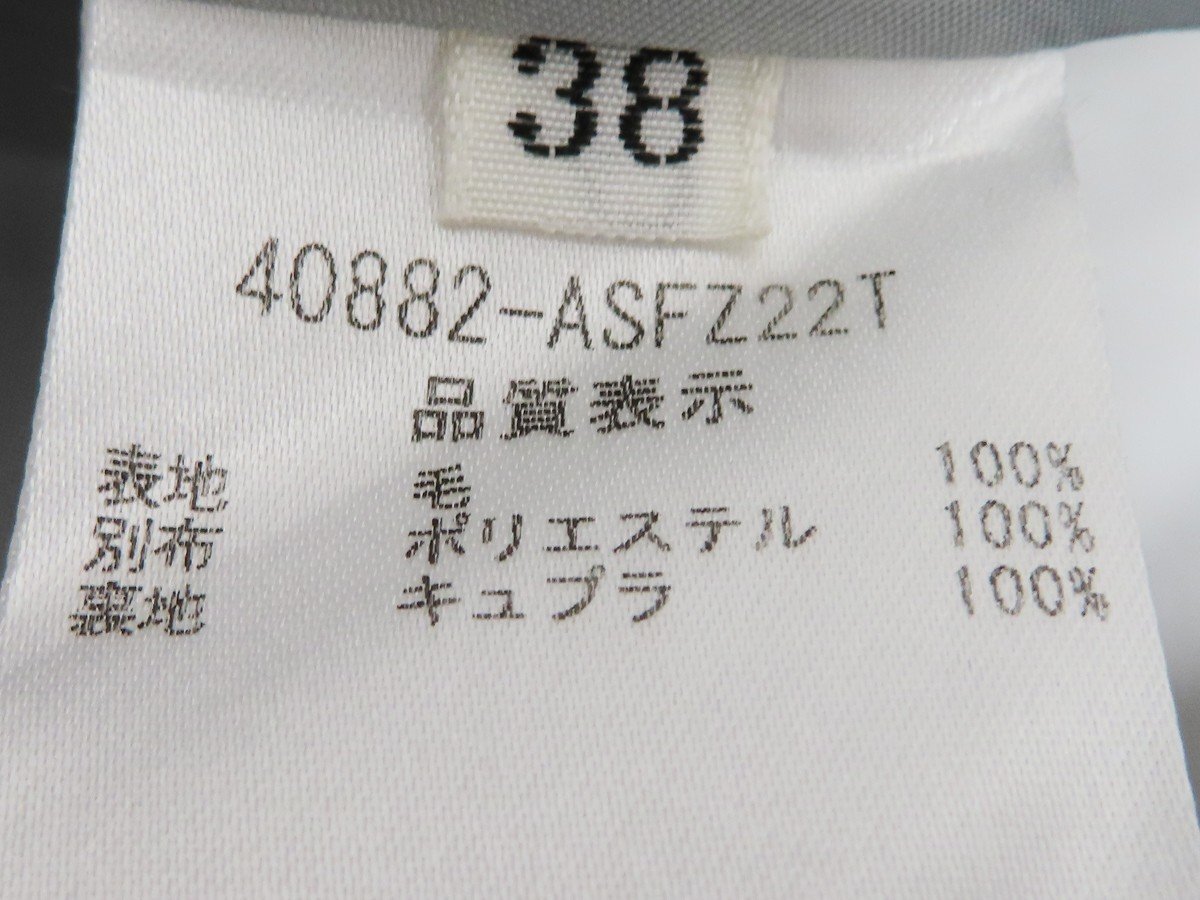 38
40882-ASFZ22T
品質表示
表地 毛 100%
別布 ポリエステル 100%
裏地 キュプラ 100%